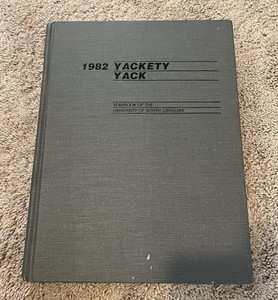 1982 YACKETY
YACK
YEARBOOK OF THE
UNIVERSITY OF NORTH CAROLINA